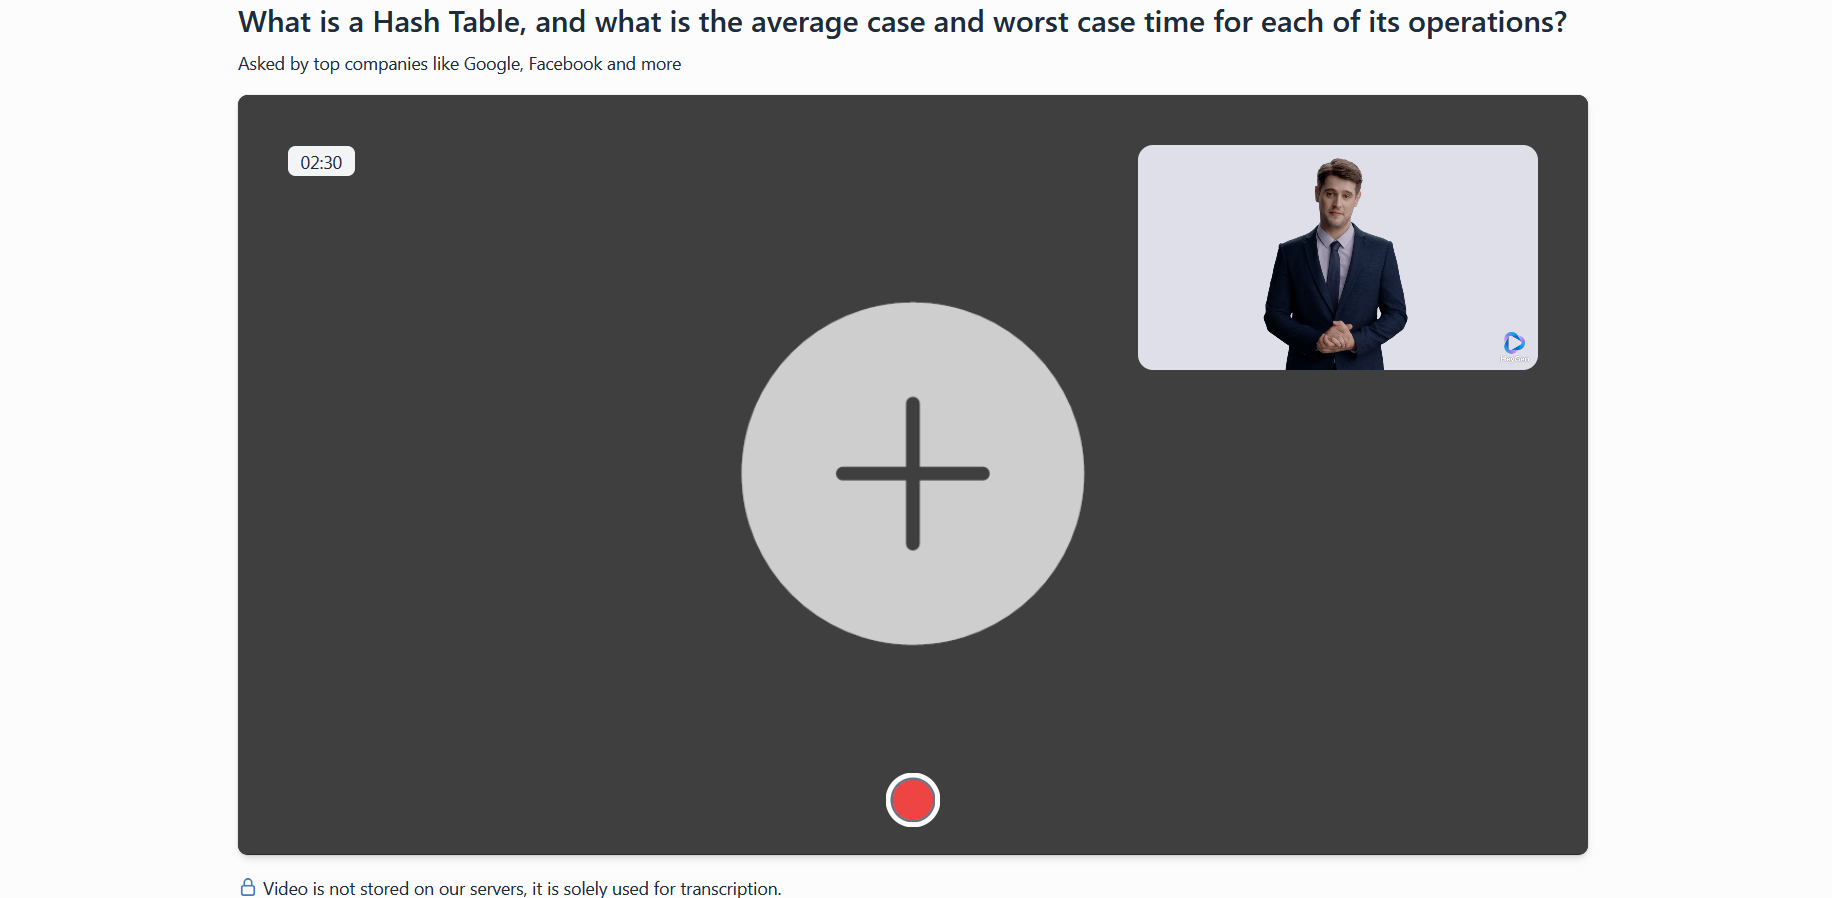 What is a Hash Table, and what is the average case and worst case time for each of its operations?
Asked by top companies like Google, Facebook and more
02:30
HeyGen
Video is not stored on our servers, it is solely used for transcription.